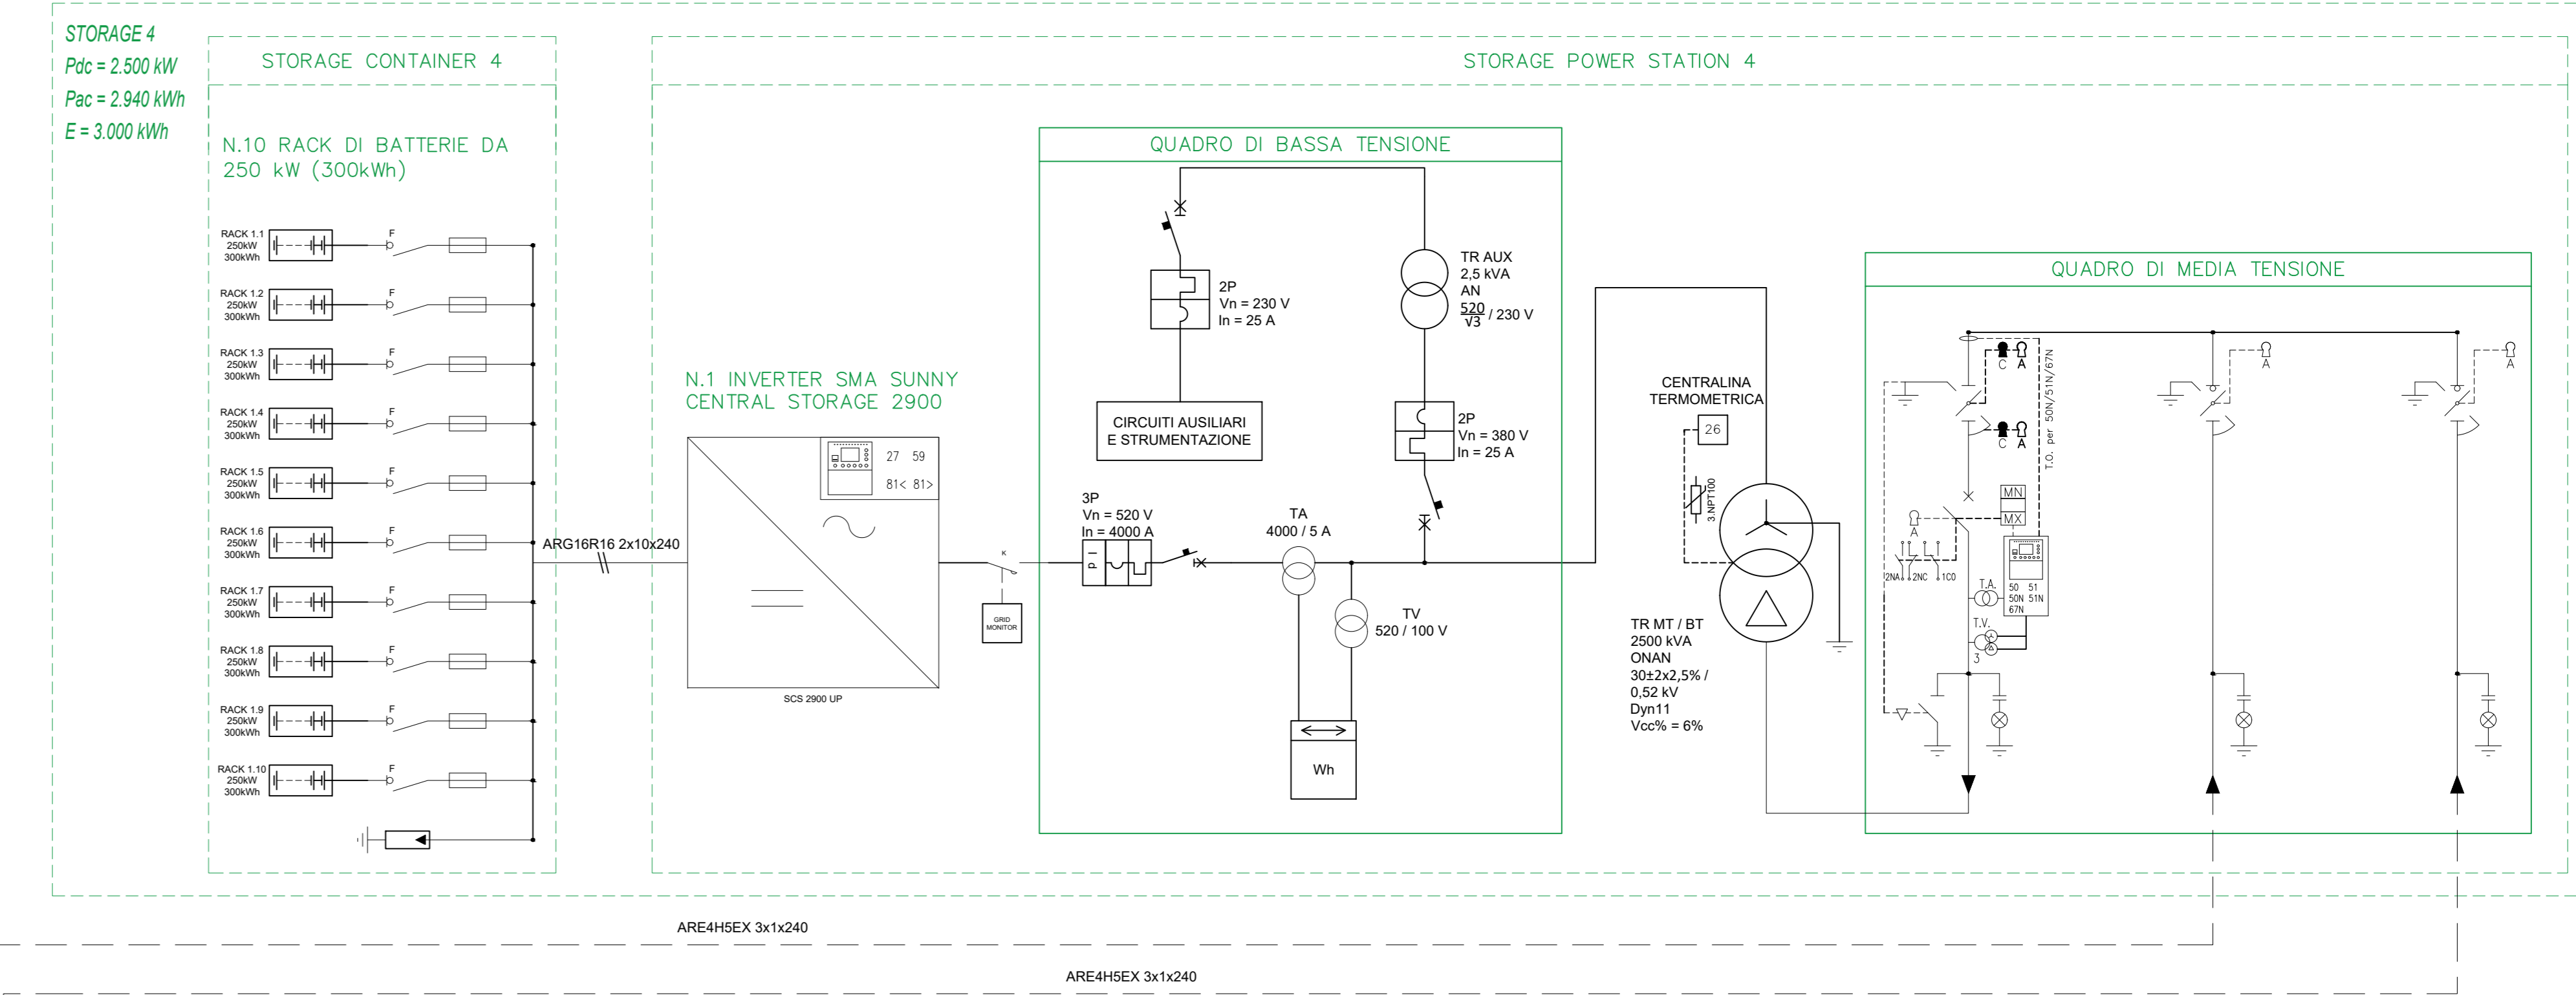 STORAGE 4
Pdc = 2.500 kW
Pac = 2.940 kWh
E = 3.000 kWh
STORAGE CONTAINER 4
N.10 RACK DI BATTERIE DA
250 kW (300kWh)
RACK 1.1
250kW
300kWh
F
RACK 1.2
250kW
300kWh
F
RACK 1.3
250kW
300kWh
F
RACK 1.4
250kW
300kWh
F
RACK 1.5
250kW
300kWh
F
RACK 1.6
250kW
300kWh
F
RACK 1.7
250kW
300kWh
F
RACK 1.8
250kW
300kWh
F
RACK 1.9
250kW
300kWh
F
RACK 1.10
250kW
300kWh
F
ARG16R16 2x10x240
STORAGE POWER STATION 4
N.1 INVERTER SMA SUNNY
CENTRAL STORAGE 2900
27 59
81< 81>
SCS 2900 UP
K
GRID
MONITOR
QUADRO DI BASSA TENSIONE
2P
Vn = 230 V
In = 25 A
CIRCUITI AUSILIARI
E STRUMENTAZIONE
TR AUX
2,5 kVA
AN
520
√3 / 230 V
2P
Vn = 380 V
In = 25 A
3P
Vn = 520 V
In = 4000 A
p I
TA
4000 / 5 A
TV
520 / 100 V
Wh
CENTRALINA
TERMOMETRICA
26
3.NPT100
TR MT / BT
2500 kVA
ONAN
30±2x2,5% /
0,52 kV
Dyn11
Vcc% = 6%
QUADRO DI MEDIA TENSIONE
C A
C A
T.O. per 50N/51N/67N
MN
MX
A
2NA 2NC 1CO
T.A.
50 51
50N 51N
67N
T.V.
3
A
A
ARE4H5EX 3x1x240
ARE4H5EX 3x1x240